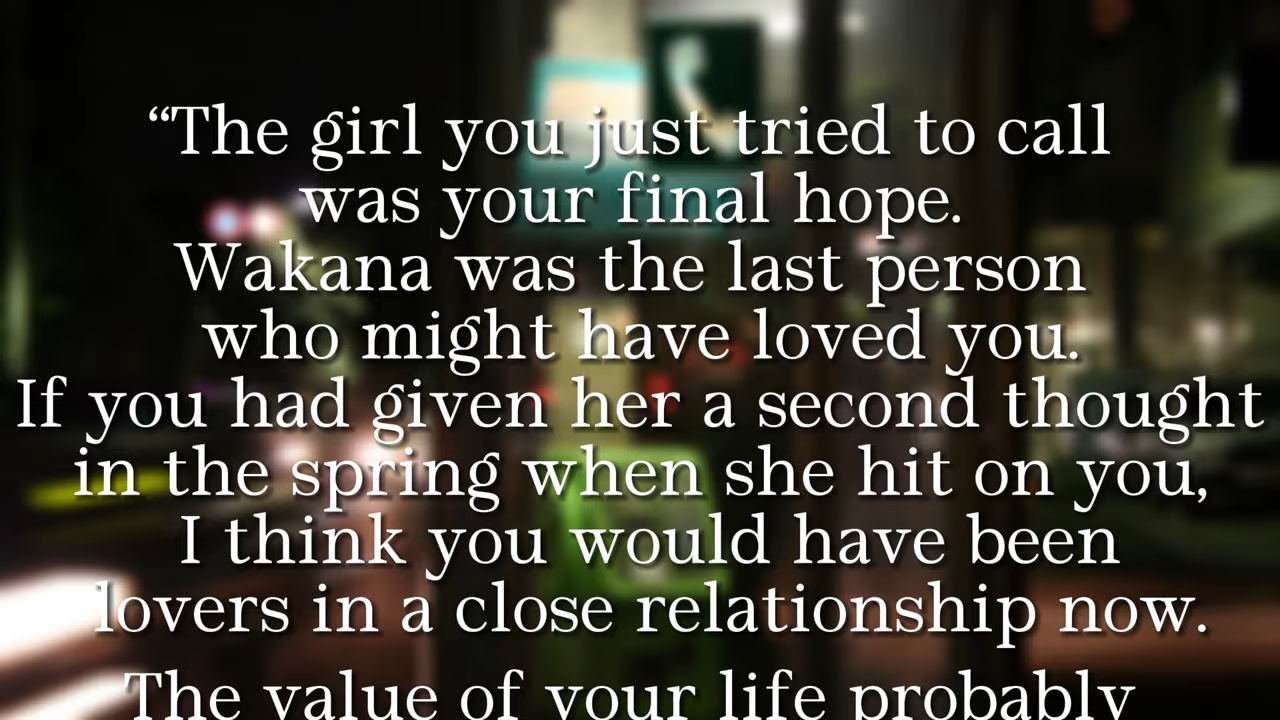 “The girl you just tried to call
was your final hope.
Wakana was the last person
who might have loved you.
If you had given her a second thought
in the spring when she hit on you,
I think you would have been
lovers in a close relationship now.
The value of your life probably